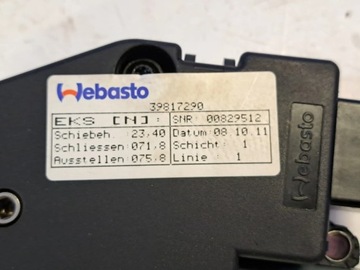 Webasto
39817290
EKS [N]: SNR: 00829512
Schiebeh. 23,40 Datum: 08.10.11
Schliessen: 071,8 Schicht: 1
Ausstellen: 075,8 Linie 1
Webasto